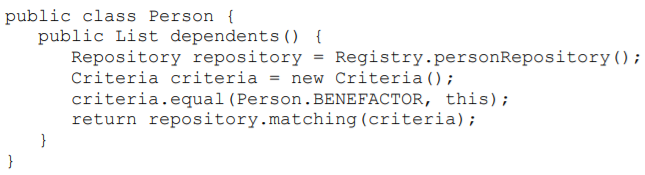 public class Person {
public List dependents() {
Repository repository = Registry.personRepository();
Criteria criteria = new Criteria();
criteria.equal(Person.BENEFACTOR, this);
return repository.matching(criteria);
}
}